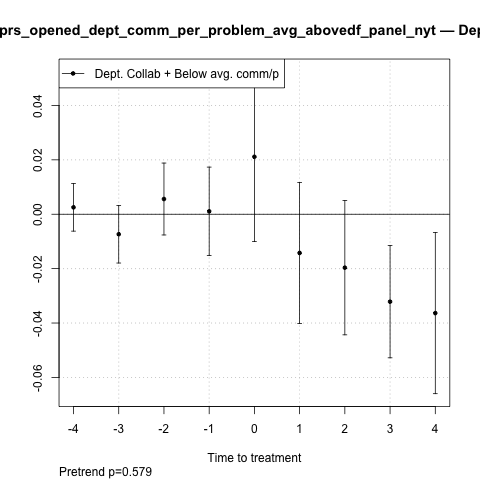 prs_opened_dept_comm_per_problem_avg_abovedf_panel_nyt — Dep
Dept. Collab + Below avg. comm/p
0.04
0.02
0.00
-0.02
-0.04
-0.06
-4 -3 -2 -1 0 1 2 3 4
Time to treatment
Pretrend p=0.579